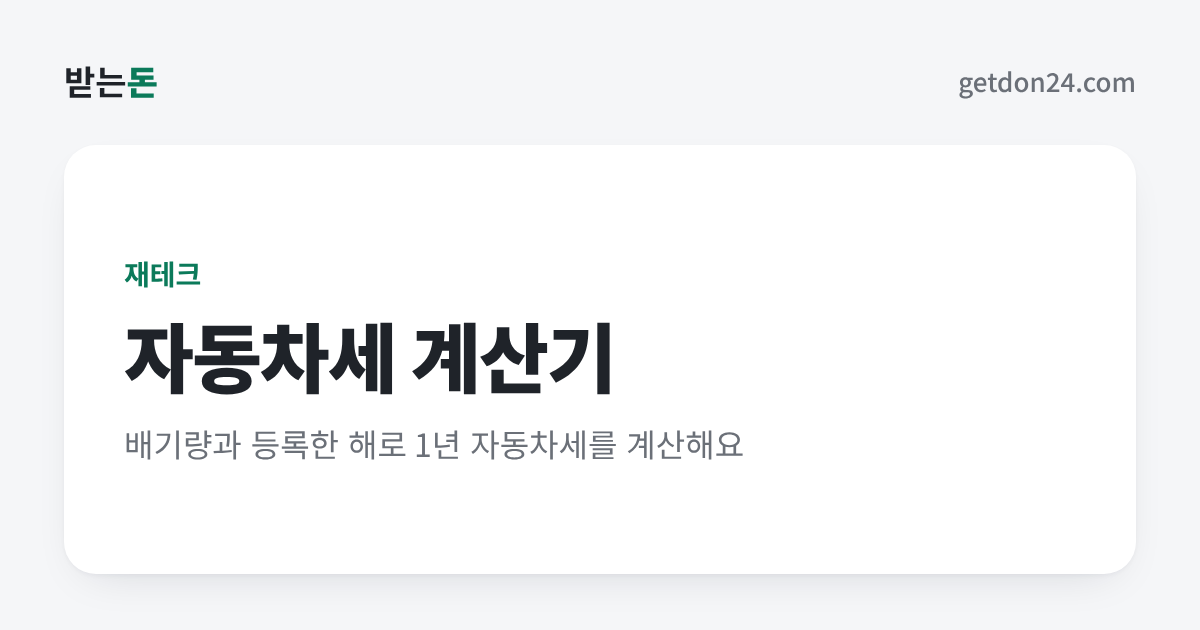 받는돈
getdon24.com
재테크
자동차세 계산기
배기량과 등록한 해로 1년 자동차세를 계산해요